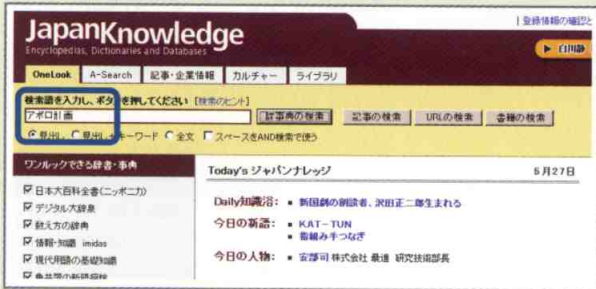 JapanKnowledge
Encyclopedias, Dictionaries and Databases
登録情報の確認と
白川静
OneLook A-Search 記事・企業情報 カルチャー ライブラリ
検索語を入力し、ボタンを押してください [検索のヒント]
アポロ計画 辞事典の検索 記事の検索 URLの検索 書籍の検索
見出し 見出し+キーワード 全文 スペースをAND検索で使う
ワンルックできる辞書・事典
日本大百科全書(ニッポニカ)
デジタル大辞泉
数え方の辞典
情報・知識 imidas
現代用語の基礎知識
Today's ジャパンナレッジ 5月27日
Daily知識浴: 新国劇の創設者、沢田正二郎生まれる
今日の新語: KAT-TUN
指組み手つなぎ
今日の人物: 安部司 株式会社 最進 研究技術部長